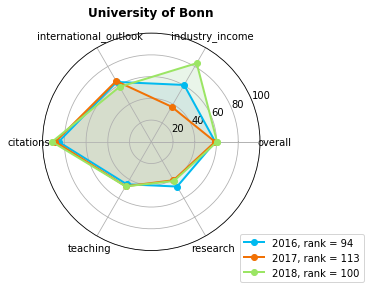 University of Bonn
international_outlook
industry_income
100
80
60
40
20
citations
overall
teaching
research
2016, rank = 94
2017, rank = 113
2018, rank = 100